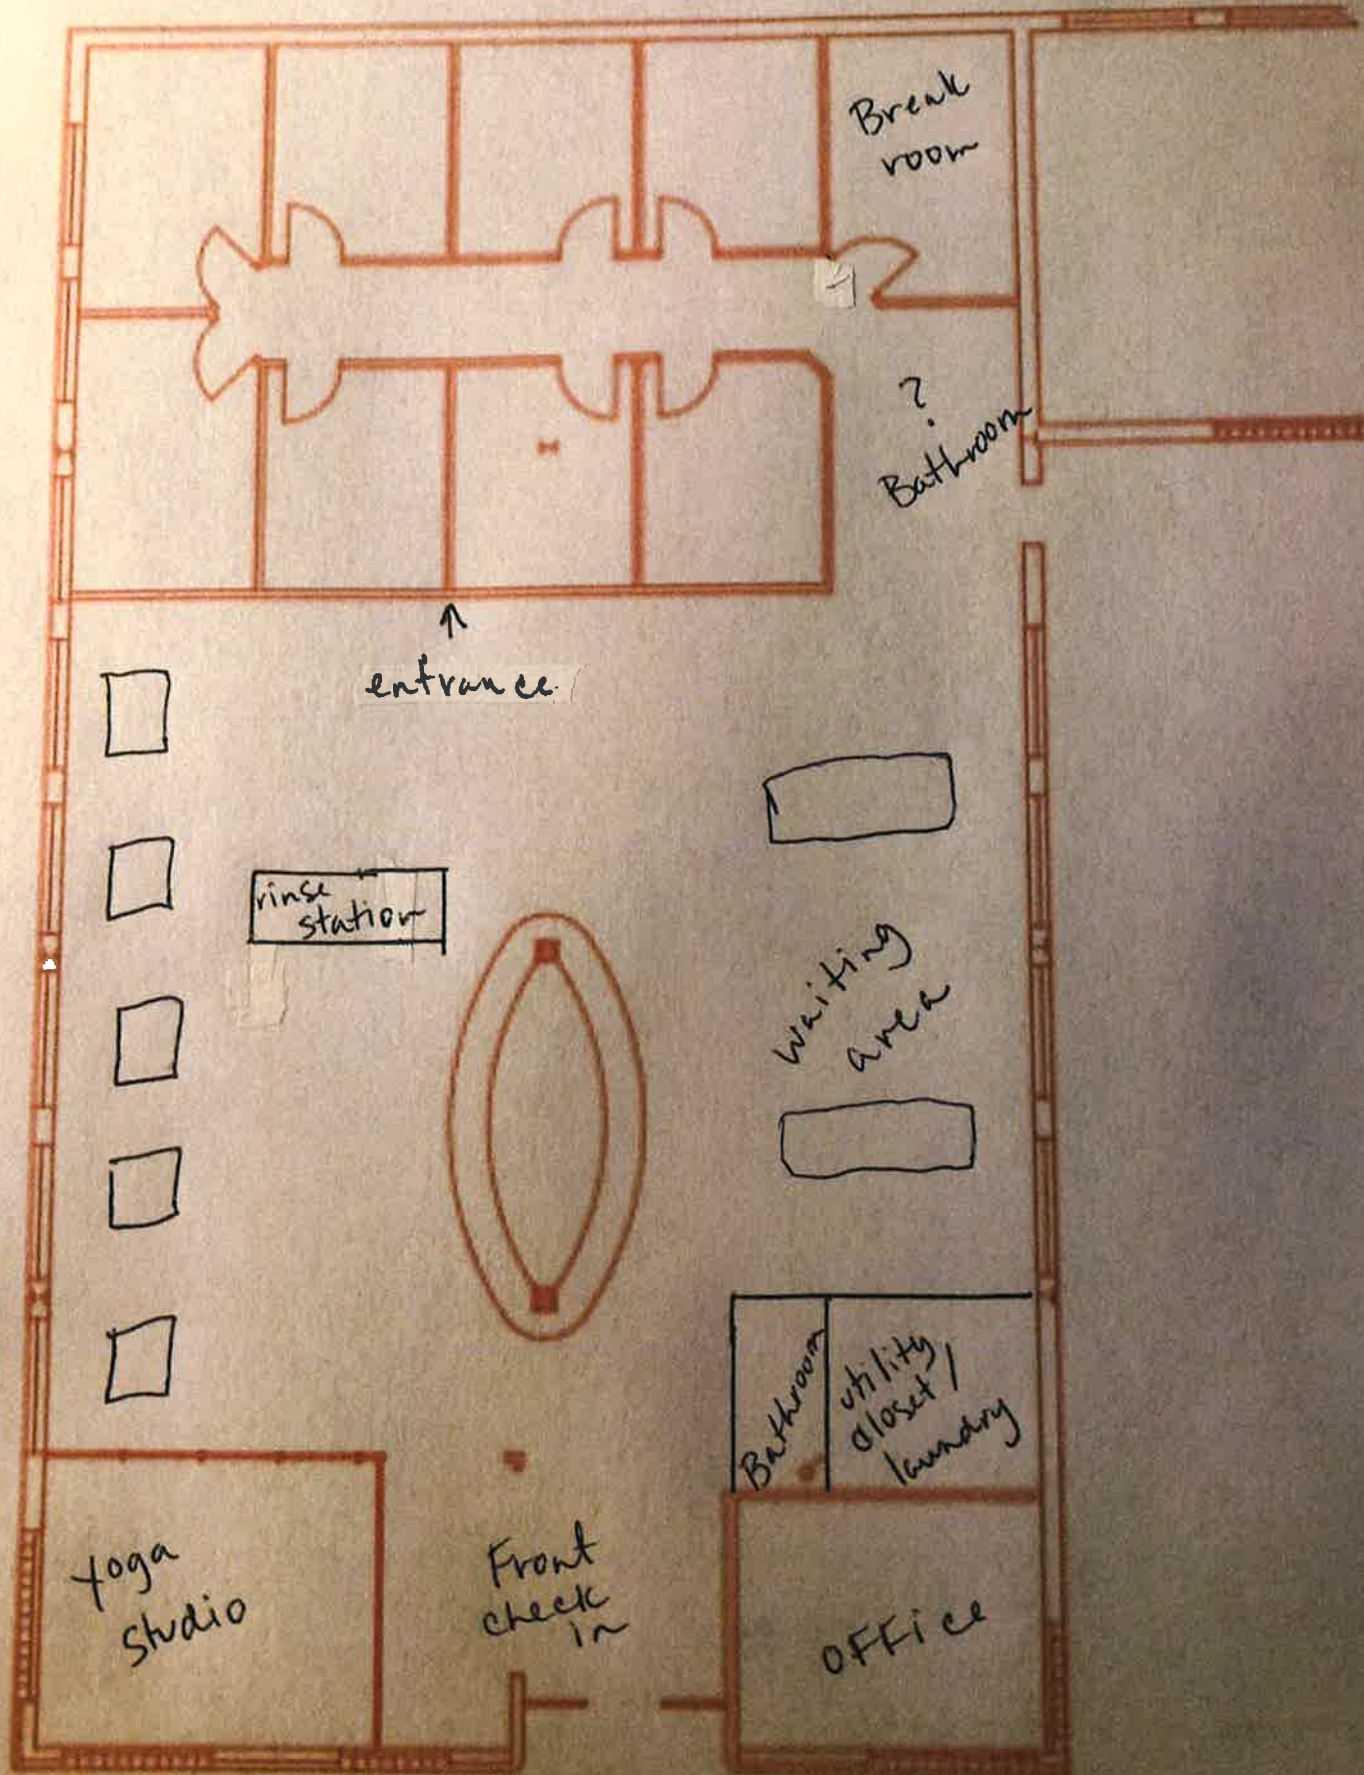 Break
room
?
Bathroom
entrance
rinse
station
waiting
area
Bathroom
utility
closet /
laundry
Yoga
Studio
Front
check
in
OFFice